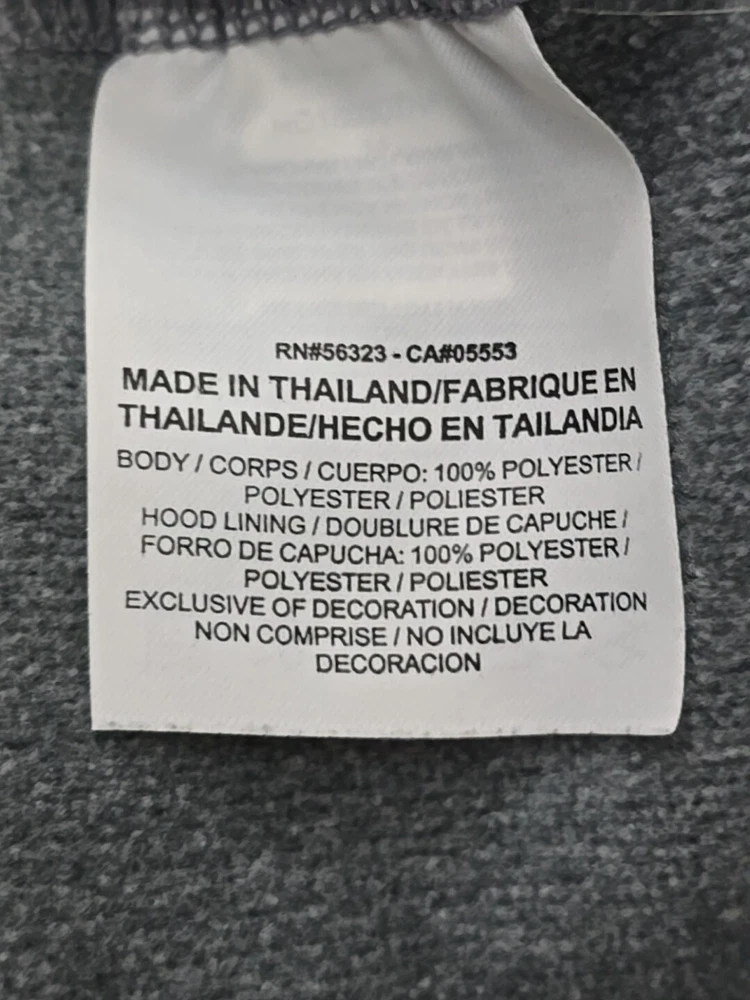 RN#56323 - CA#05553
MADE IN THAILAND/FABRIQUE EN
THAILANDE/HECHO EN TAILANDIA
BODY / CORPS / CUERPO: 100% POLYESTER /
POLYESTER / POLIESTER
HOOD LINING / DOUBLURE DE CAPUCHE /
FORRO DE CAPUCHA: 100% POLYESTER /
POLYESTER / POLIESTER
EXCLUSIVE OF DECORATION / DECORATION
NON COMPRISE / NO INCLUYE LA
DECORACION